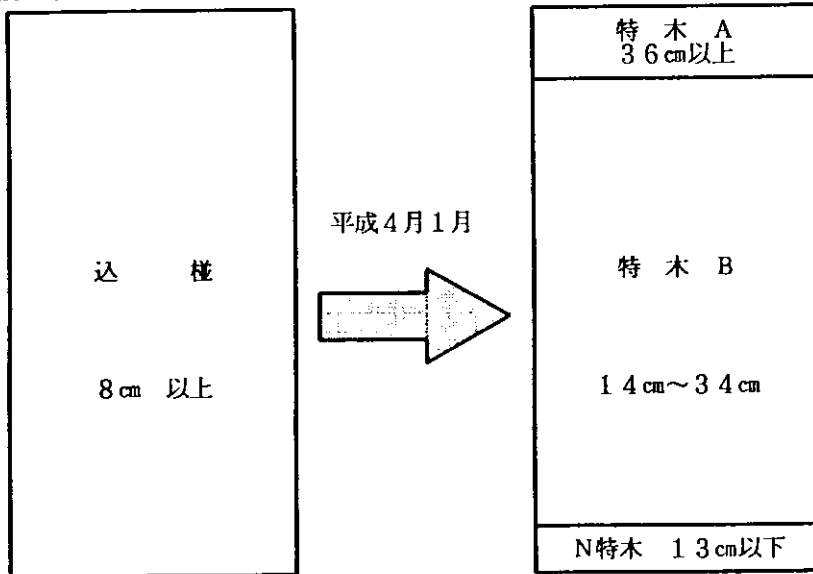 込 椪
8cm 以上
平成4月1月
特 木 A
36cm以上
特 木 B
14cm～34cm
N特木 13cm以下